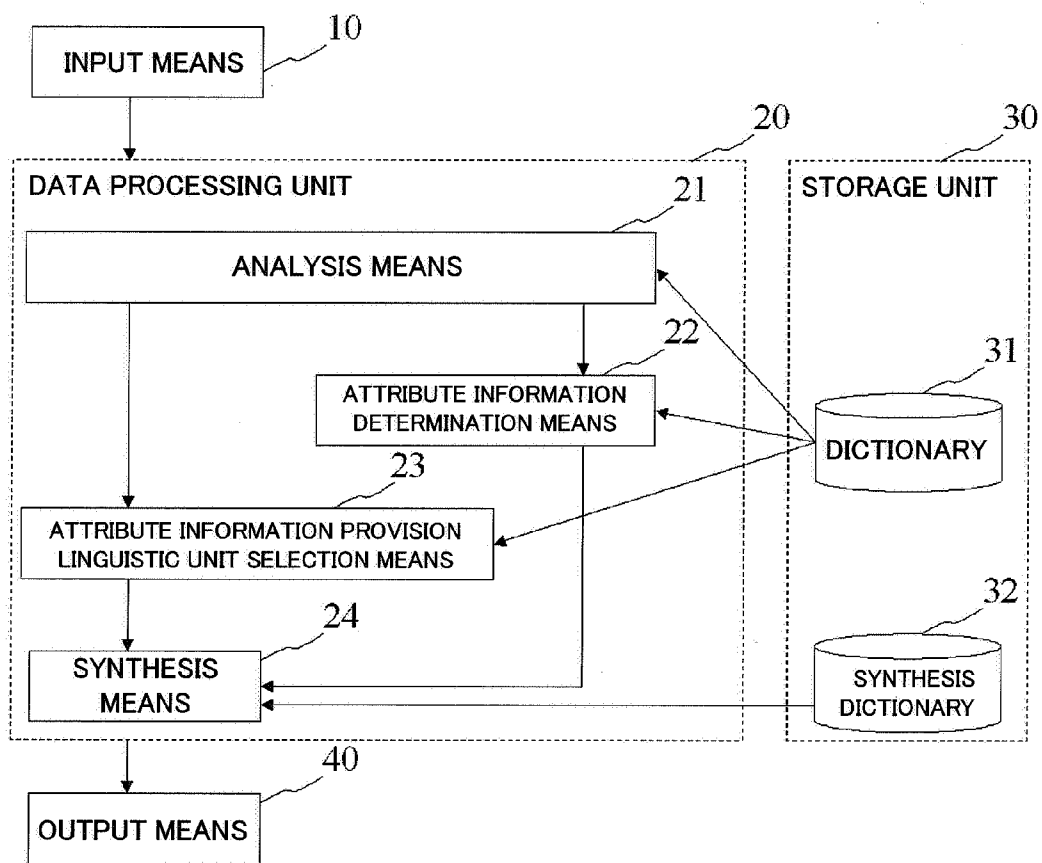 10
INPUT MEANS
20
30
DATA PROCESSING UNIT
STORAGE UNIT
21
ANALYSIS MEANS
22
31
ATTRIBUTE INFORMATION
DETERMINATION MEANS
DICTIONARY
23
ATTRIBUTE INFORMATION PROVISION
LINGUISTIC UNIT SELECTION MEANS
24
32
SYNTHESIS
MEANS
SYNTHESIS
DICTIONARY
40
OUTPUT MEANS